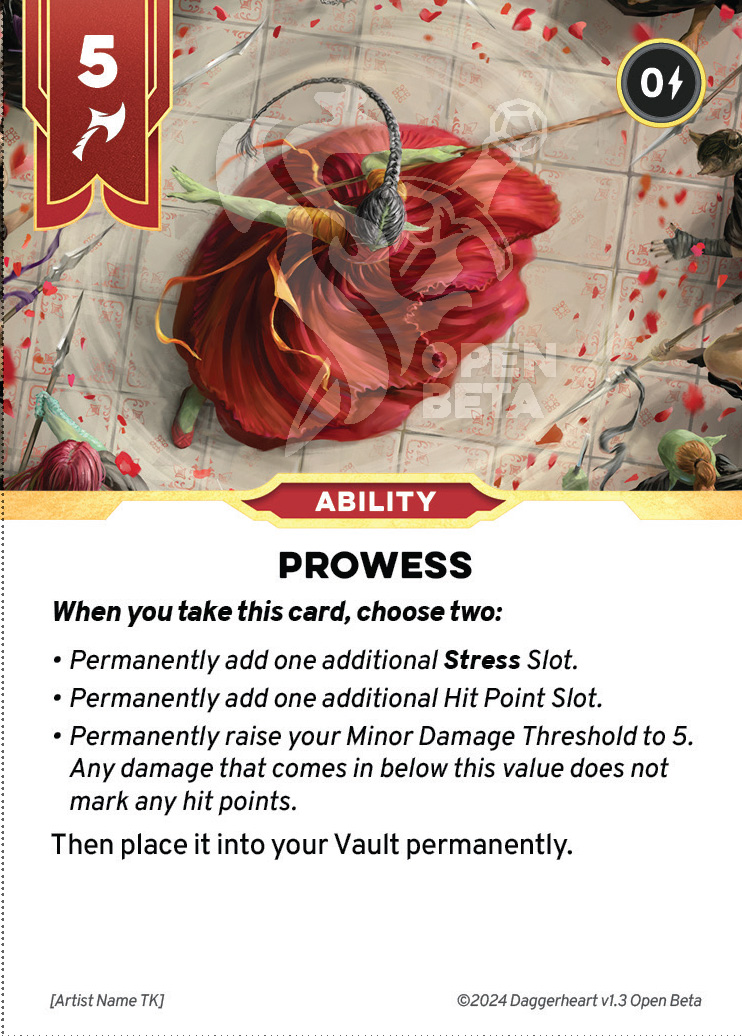 5
0
OPEN
BETA
ABILITY
PROWESS
When you take this card, choose two:
• Permanently add one additional Stress Slot.
• Permanently add one additional Hit Point Slot.
• Permanently raise your Minor Damage Threshold to 5.
Any damage that comes in below this value does not
mark any hit points.
Then place it into your Vault permanently.
[Artist Name TK]
©2024 Daggerheart v1.3 Open Beta